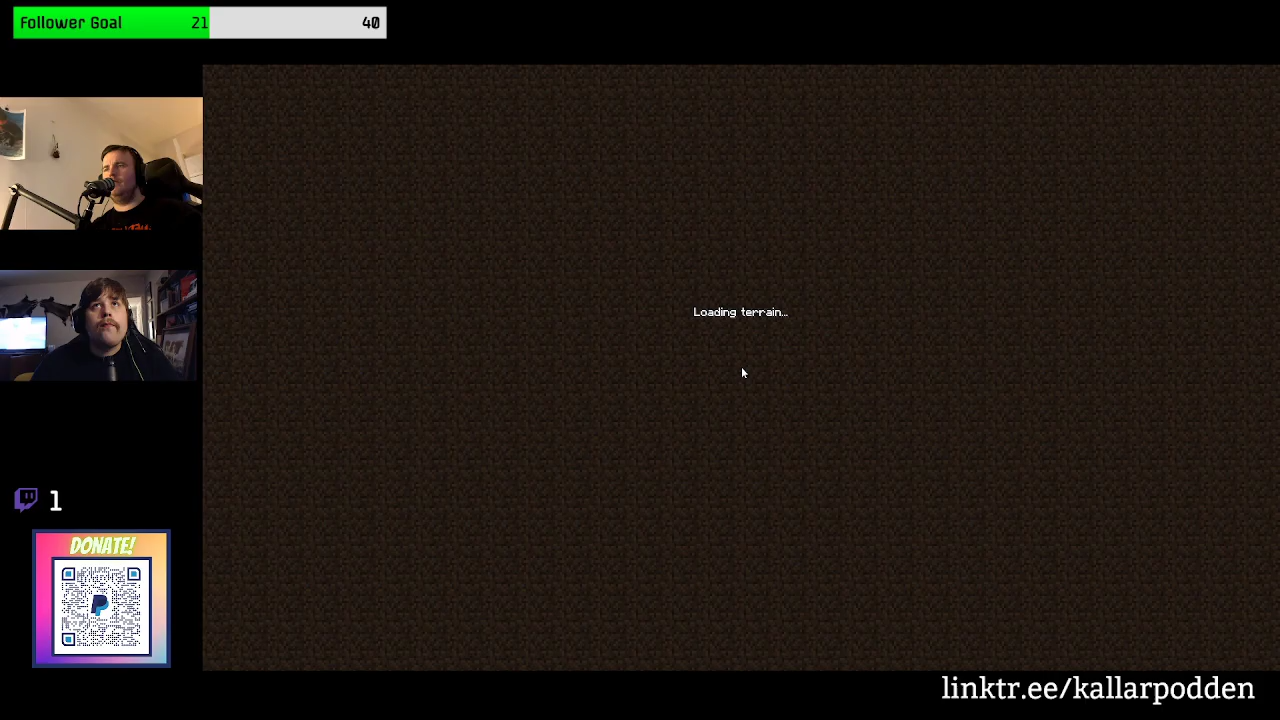 Follower Goal 21 40
Loading terrain...
1
DONATE!
linktr.ee/kallarpodden